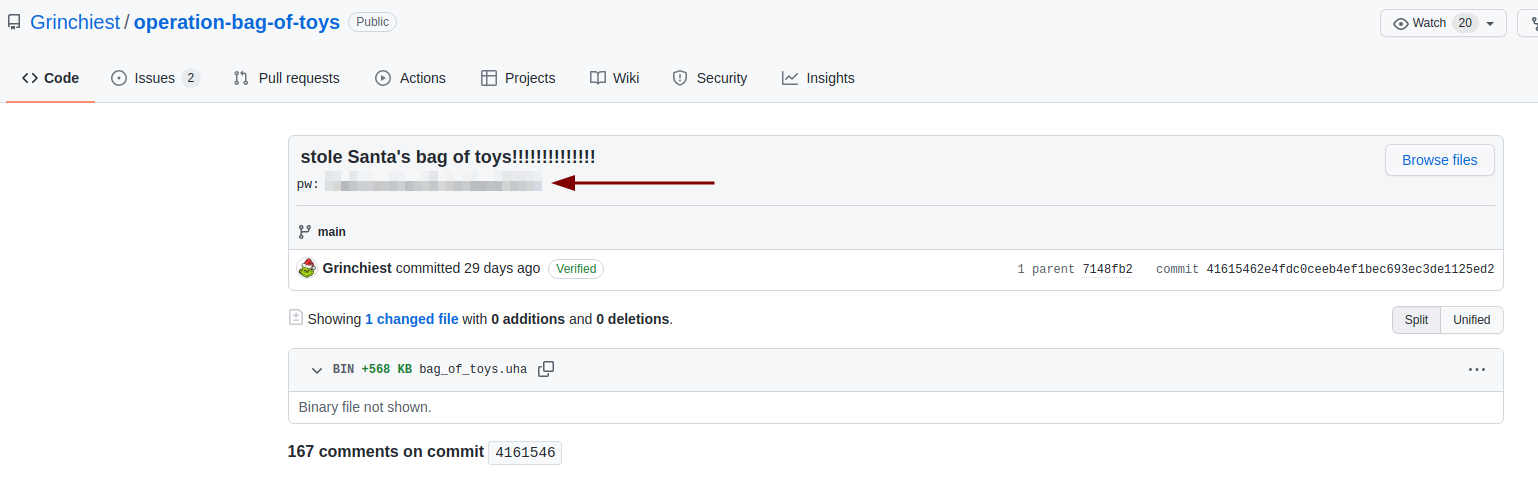 Grinchiest / operation-bag-of-toys Public Watch 20
Code Issues 2 Pull requests Actions Projects Wiki Security Insights
stole Santa's bag of toys!!!!!!!!!!!!!! Browse files
pw:
main
Grinchiest committed 29 days ago Verified 1 parent 7148fb2 commit 41615462e4fdc0ceeb4ef1bec693ec3de1125ed2
Showing 1 changed file with 0 additions and 0 deletions. Split Unified
BIN +568 KB bag_of_toys.uha
Binary file not shown.
167 comments on commit 4161546